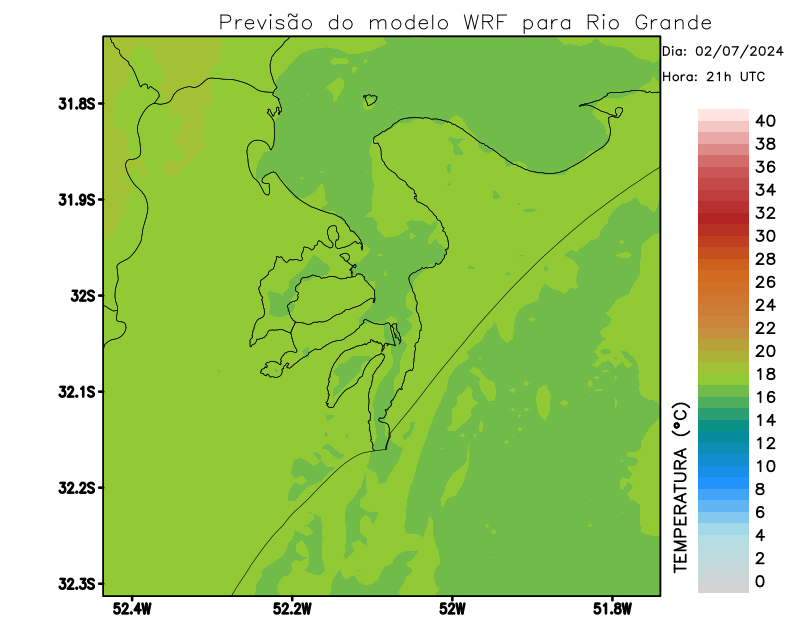 Previsão do modelo WRF para Rio Grande
Dia: 02/07/2024
Hora: 21h UTC
31.8S
31.9S
32S
32.1S
32.2S
32.3S
52.4W
52.2W
52W
51.8W
TEMPERATURA (°C)
40
38
36
34
32
30
28
26
24
22
20
18
16
14
12
10
8
6
4
2
0